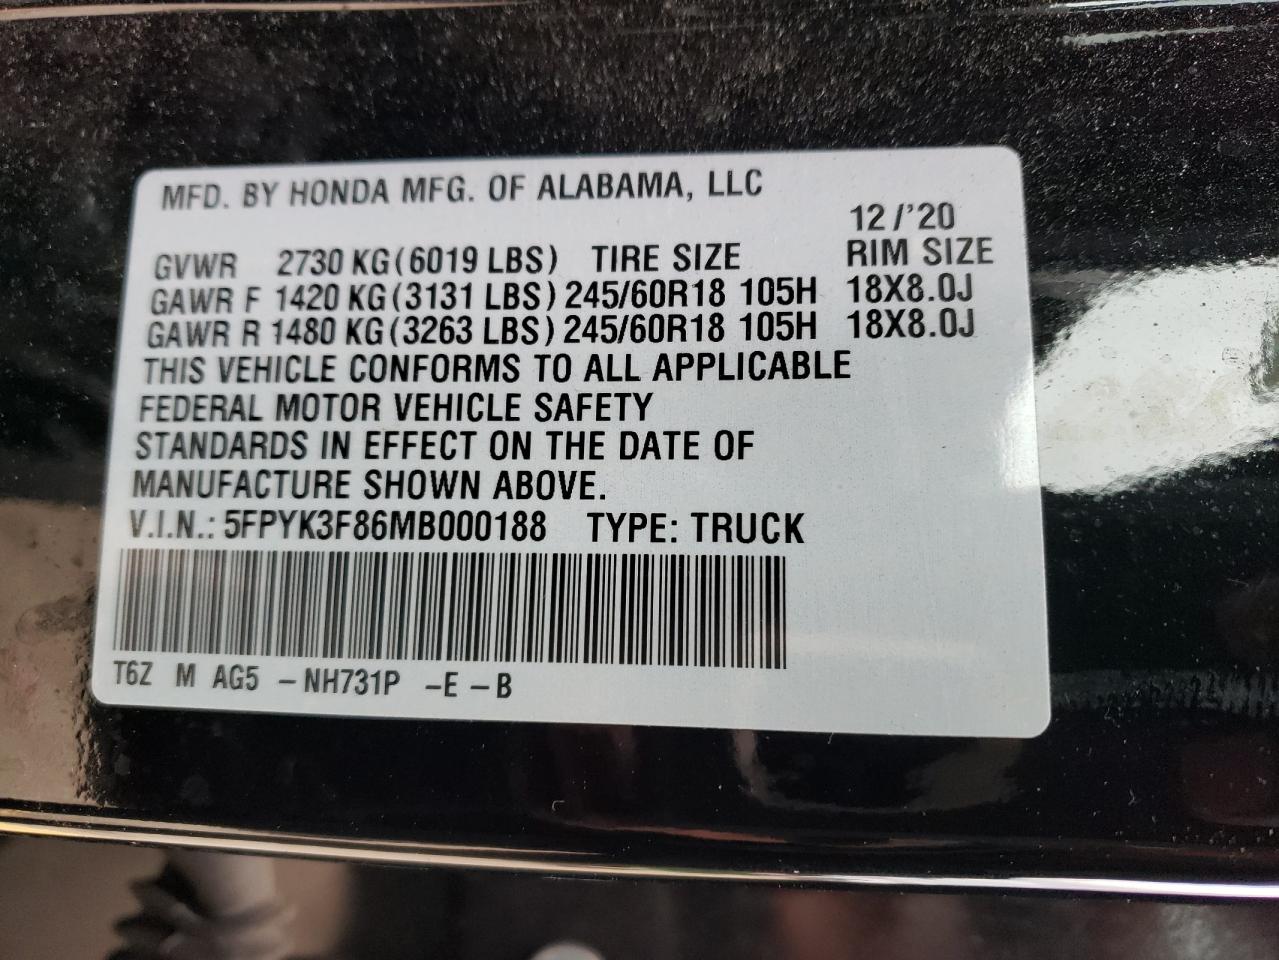 MFD. BY HONDA MFG. OF ALABAMA, LLC
12/'20
GVWR 2730 KG(6019 LBS) TIRE SIZE RIM SIZE
GAWR F 1420 KG(3131 LBS) 245/60R18 105H 18X8.0J
GAWR R 1480 KG(3263 LBS) 245/60R18 105H 18X8.0J
THIS VEHICLE CONFORMS TO ALL APPLICABLE
FEDERAL MOTOR VEHICLE SAFETY
STANDARDS IN EFFECT ON THE DATE OF
MANUFACTURE SHOWN ABOVE.
V.I.N.: 5FPYK3F86MB000188 TYPE: TRUCK
T6Z M AG5 -NH731P -E -B